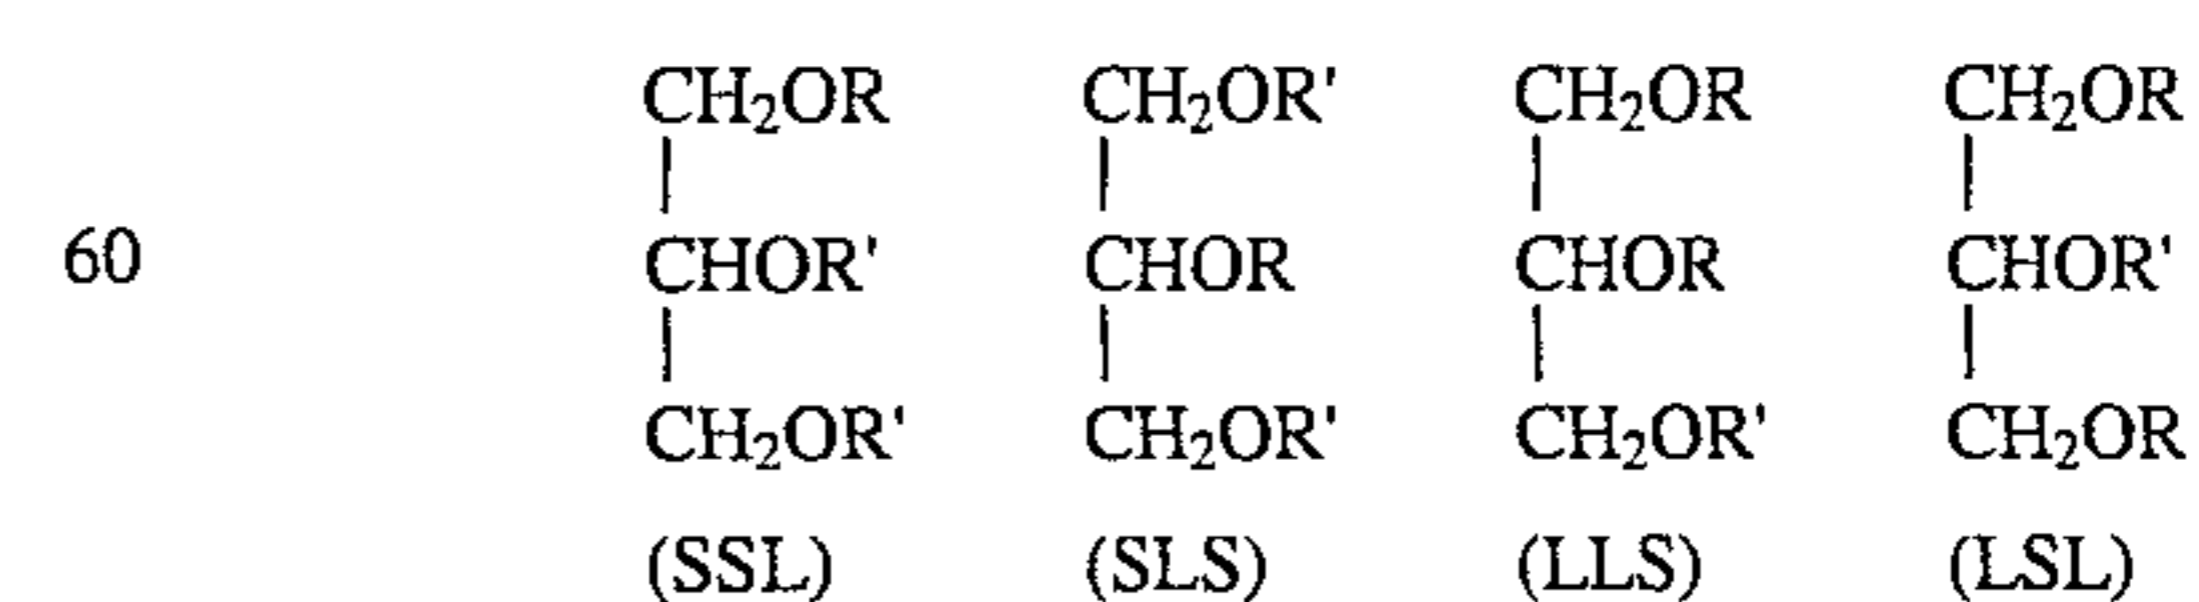 CH₂OR CH₂OR' CH₂OR CH₂OR
| | | |
60 CHOR' CHOR CHOR CHOR'
| | | |
CH₂OR' CH₂OR' CH₂OR' CH₂OR
(SSL) (SLS) (LLS) (LSL)